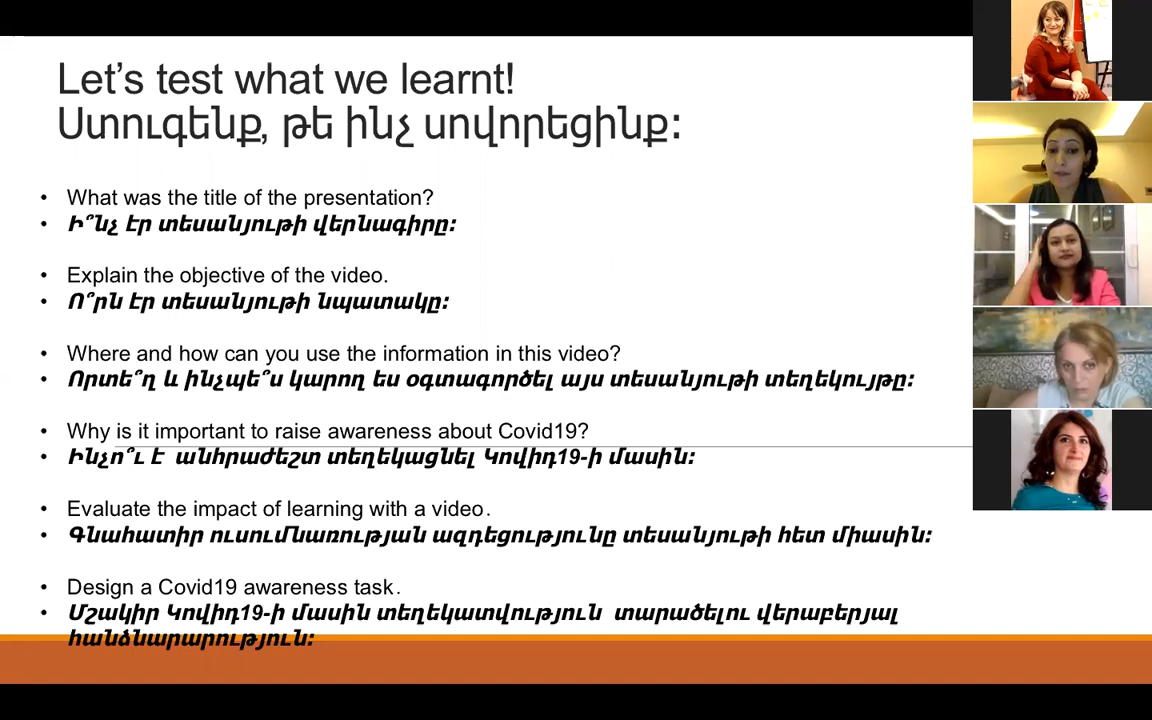 Let's test what we learnt!
Ստուգենք, թե ինչ սովորեցինք:
• What was the title of the presentation?
• Ի՞նչ էր տեսանյութի վերնագիրը:
• Explain the objective of the video.
• Ո՞րն էր տեսանյութի նպատակը:
• Where and how can you use the information in this video?
• Որտե՞ղ և ինչպե՞ս կարող ես օգտագործել այս տեսանյութի տեղեկույթը:
• Why is it important to raise awareness about Covid19?
• Ինչո՞ւ է անհրաժեշտ տեղեկացնել Կովիդ19-ի մասին:
• Evaluate the impact of learning with a video.
• Գնահատիր ուսումնառության ազդեցությունը տեսանյութի հետ միասին:
• Design a Covid19 awareness task.
• Մշակիր Կովիդ19-ի մասին տեղեկատվություն տարածելու վերաբերյալ
հանձնարարություն: